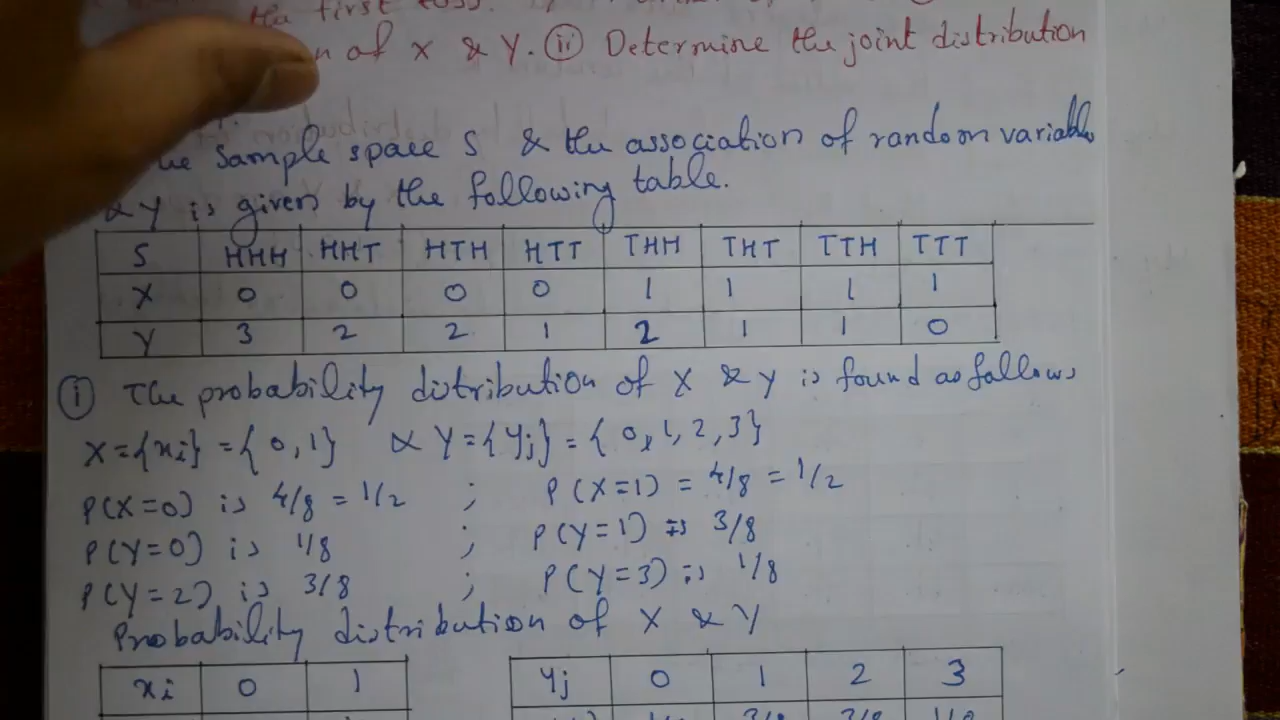 the first toss.
n of X & Y. (ii) Determine the joint distribution
he sample space S & the association of random variable
& Y is given by the following table.
S HHH HHT HTH HTT THH THT TTH TTT
X 0 0 0 0 1 1 1 1
Y 3 2 2 1 2 1 1 0
(i) The probability distribution of X & Y is found as follows
X={xi} ={0,1} & Y={yj}={0,1,2,3}
P(X=0) is 4/8 = 1/2 ; P(X=1) = 4/8 = 1/2
P(Y=0) is 1/8 ; P(Y=1) is 3/8
P(Y=2) is 3/8 ; P(Y=3) is 1/8
Probability distribution of X & Y
xi 0 1
Yj 0 1 2 3